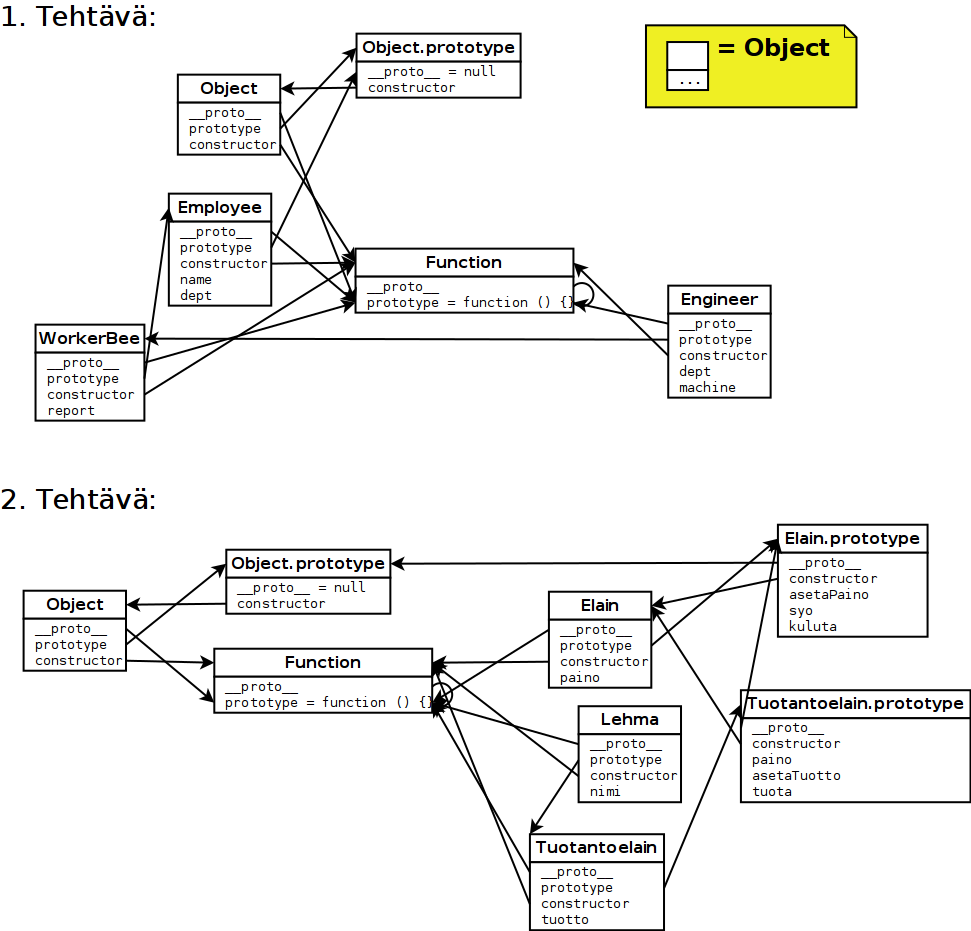 1. Tehtävä:
Object.prototype
__proto__ = null
constructor
= Object
...
Object
__proto__
prototype
constructor
Employee
__proto__
prototype
constructor
name
dept
Function
__proto__
prototype = function () {}
Engineer
__proto__
prototype
constructor
dept
machine
WorkerBee
__proto__
prototype
constructor
report
2. Tehtävä:
Elain.prototype
__proto__
constructor
asetaPaino
syo
kuluta
Object.prototype
__proto__ = null
constructor
Object
__proto__
prototype
constructor
Elain
__proto__
prototype
constructor
paino
Function
__proto__
prototype = function () {}
Tuotantoelain.prototype
__proto__
constructor
paino
asetaTuotto
tuota
Lehma
__proto__
prototype
constructor
nimi
Tuotantoelain
__proto__
prototype
constructor
tuotto